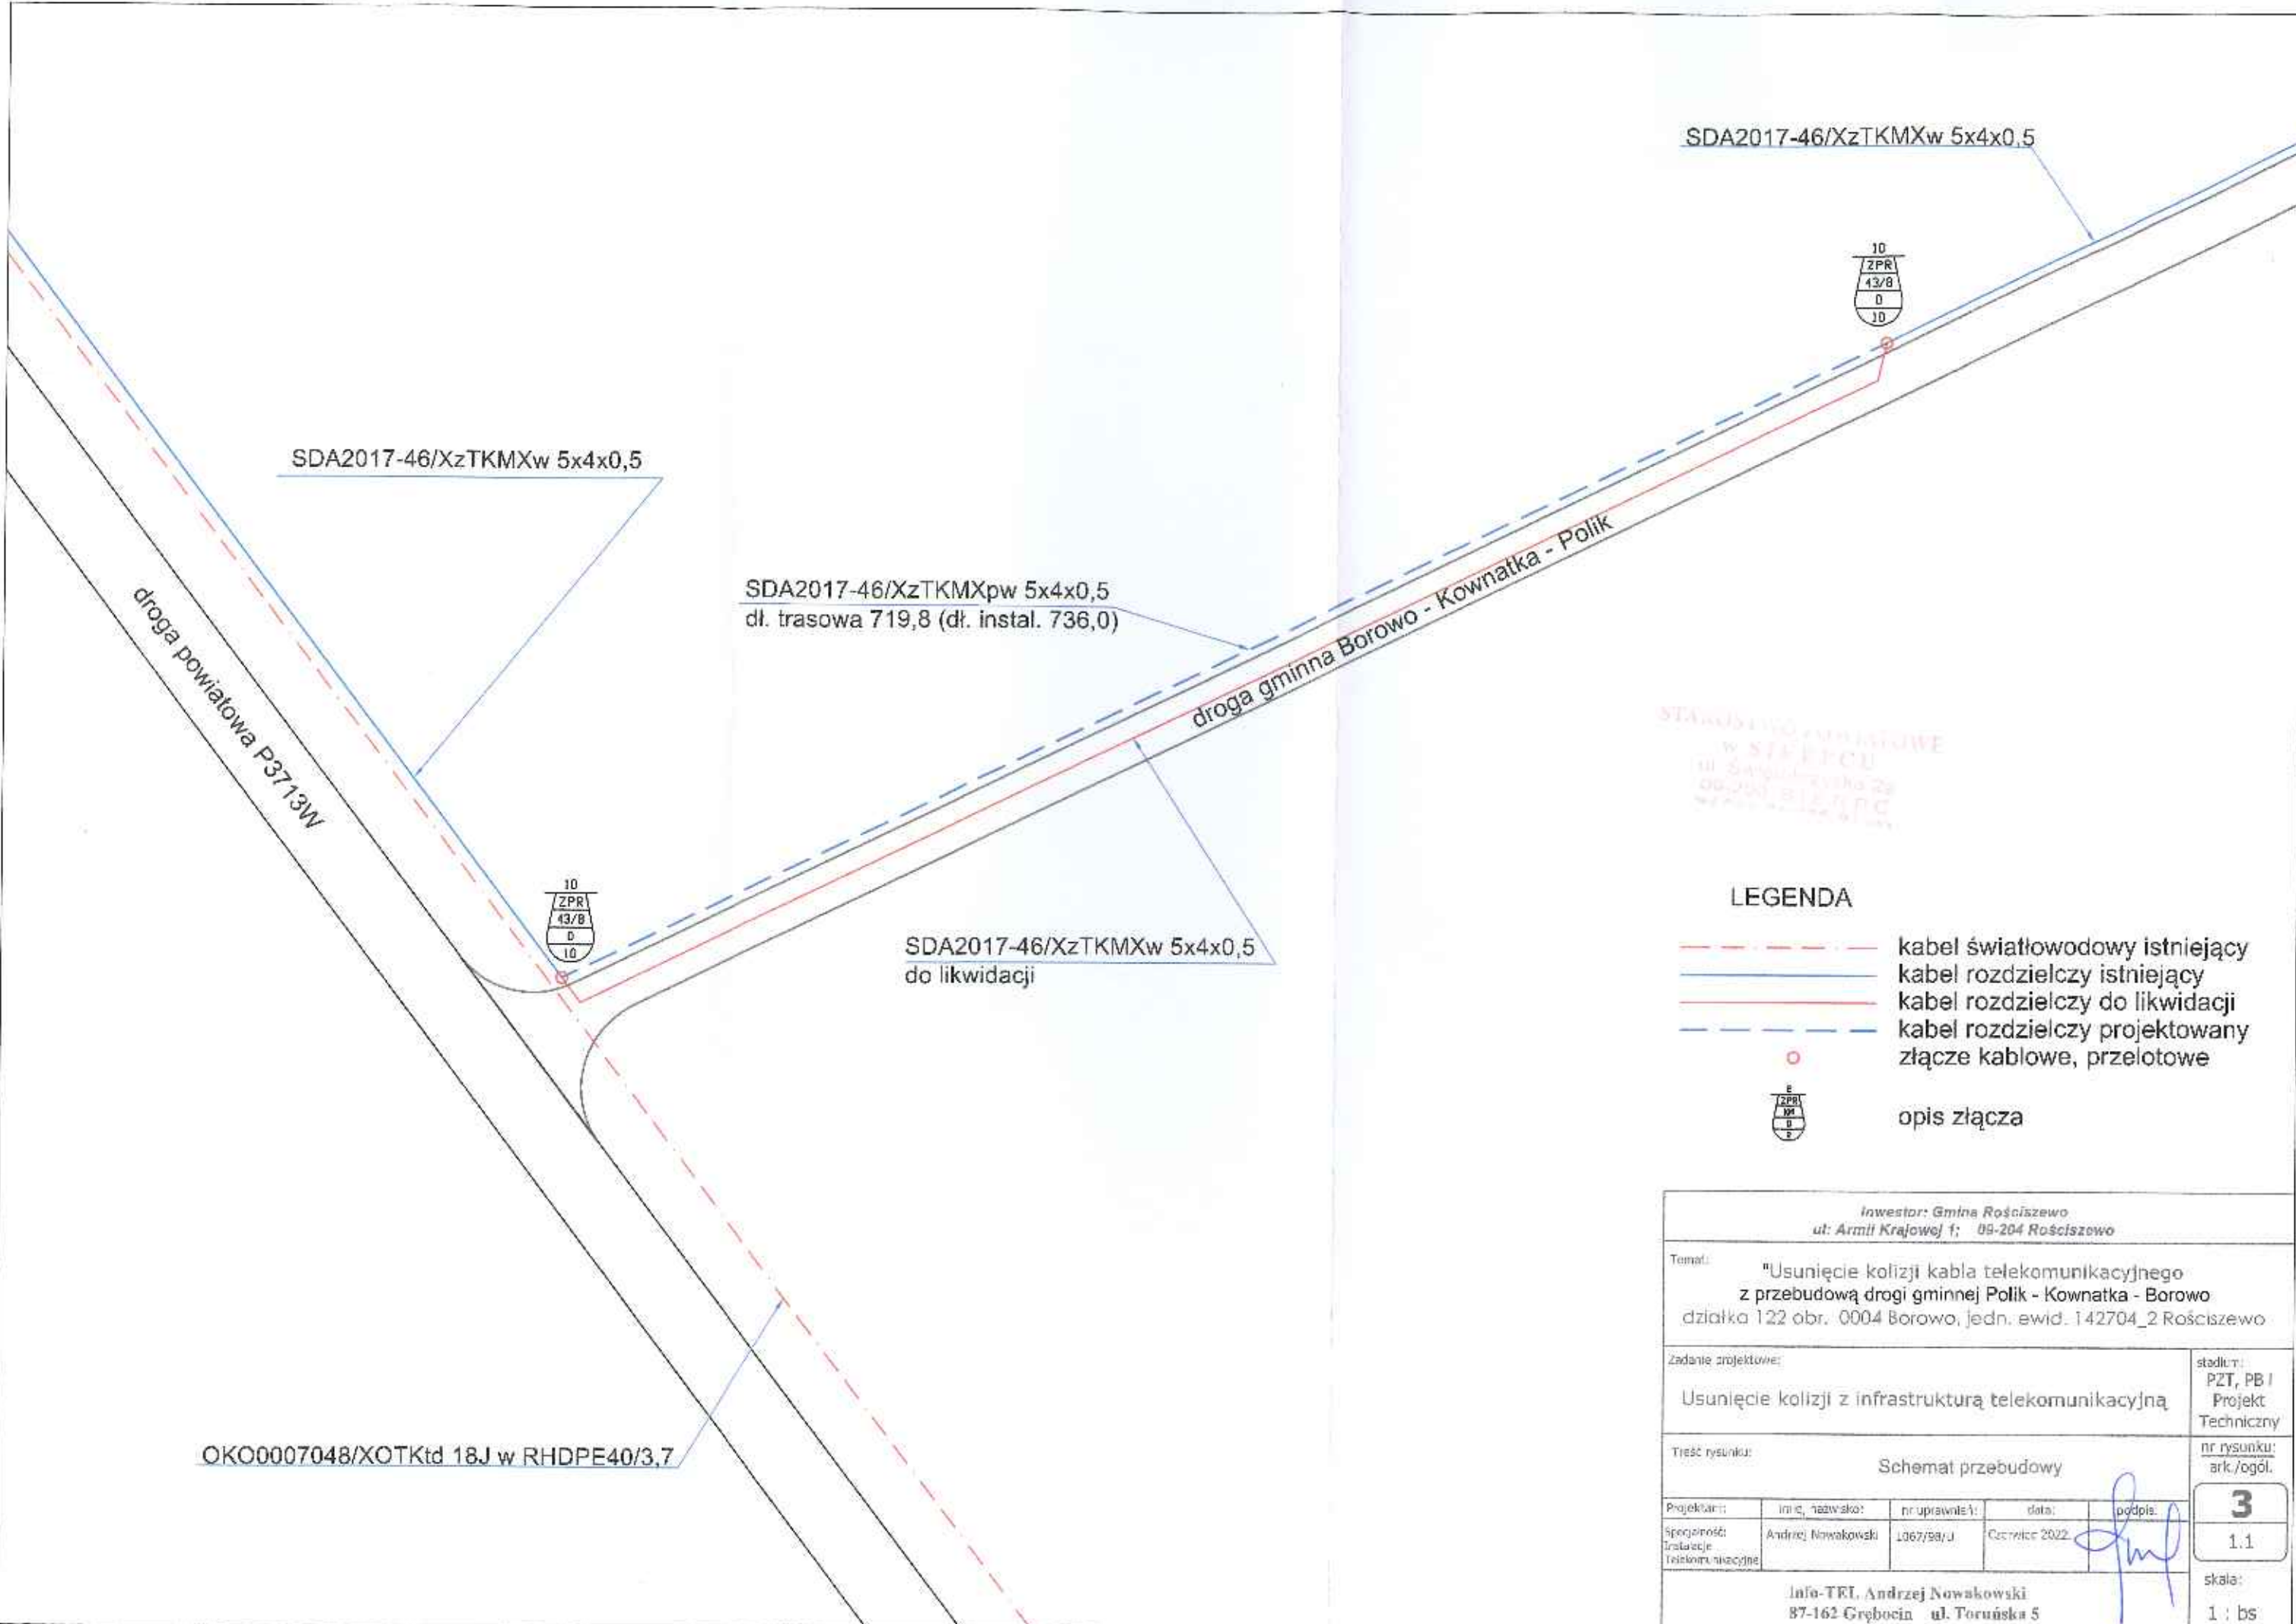 SDA2017-46/XzTKMXw 5x4x0,5
10
ZPR
43/8
D
10
SDA2017-46/XzTKMXw 5x4x0,5
SDA2017-46/XzTKMXpw 5x4x0,5
dł. trasowa 719,8 (dł. instal. 736,0)
droga gminna Borowo - Kownatka - Polik
droga powiatowa P3713W
10
ZPR
43/8
D
10
SDA2017-46/XzTKMXw 5x4x0,5
do likwidacji
OKO0007048/XOTKtd 18J w RHDPE40/3,7
LEGENDA
kabel światłowodowy istniejący
kabel rozdzielczy istniejący
kabel rozdzielczy do likwidacji
kabel rozdzielczy projektowany
złącze kablowe, przelotowe
ZPR
opis złącza
Inwestor: Gmina Rościszewo
ul: Armii Krajowej 1; 09-204 Rościszewo
Temat:
"Usunięcie kolizji kabla telekomunikacyjnego
z przebudową drogi gminnej Polik - Kownatka - Borowo
działka 122 obr. 0004 Borowo, jedn. ewid. 142704_2 Rościszewo
Zadanie projektowe:
Usunięcie kolizji z infrastrukturą telekomunikacyjną
stadium:
PZT, PB i
Projekt
Techniczny
Treść rysunku:
Schemat przebudowy
nr rysunku:
ark./ogól.
3
1.1
Projektant: imię, nazwisko: nr uprawnień: data: podpis:
Specjalność:
Instalacje
Telekomunikacyjne
Andrzej Nowakowski
Czerwiec 2022
skala:
1 : bs
Info-TEL Andrzej Nowakowski
87-162 Grębocin ul. Toruńska 5